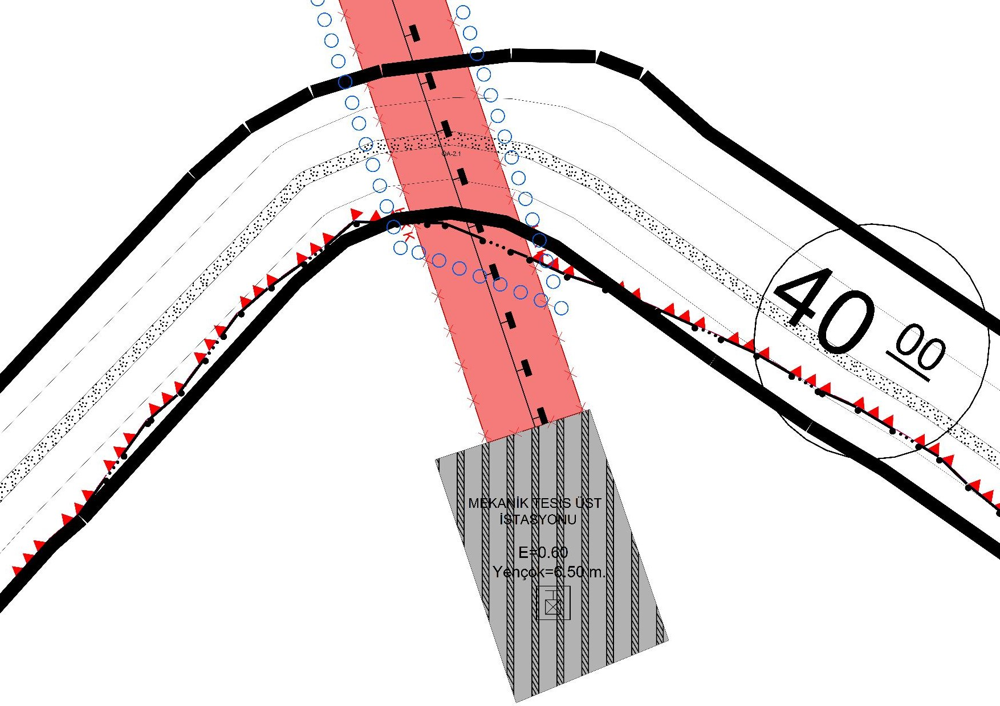 ÖA-2.1
40 00
MEKANİK TESİS ÜST
İSTASYONU
E=0.60
Yençok=6.50 m.